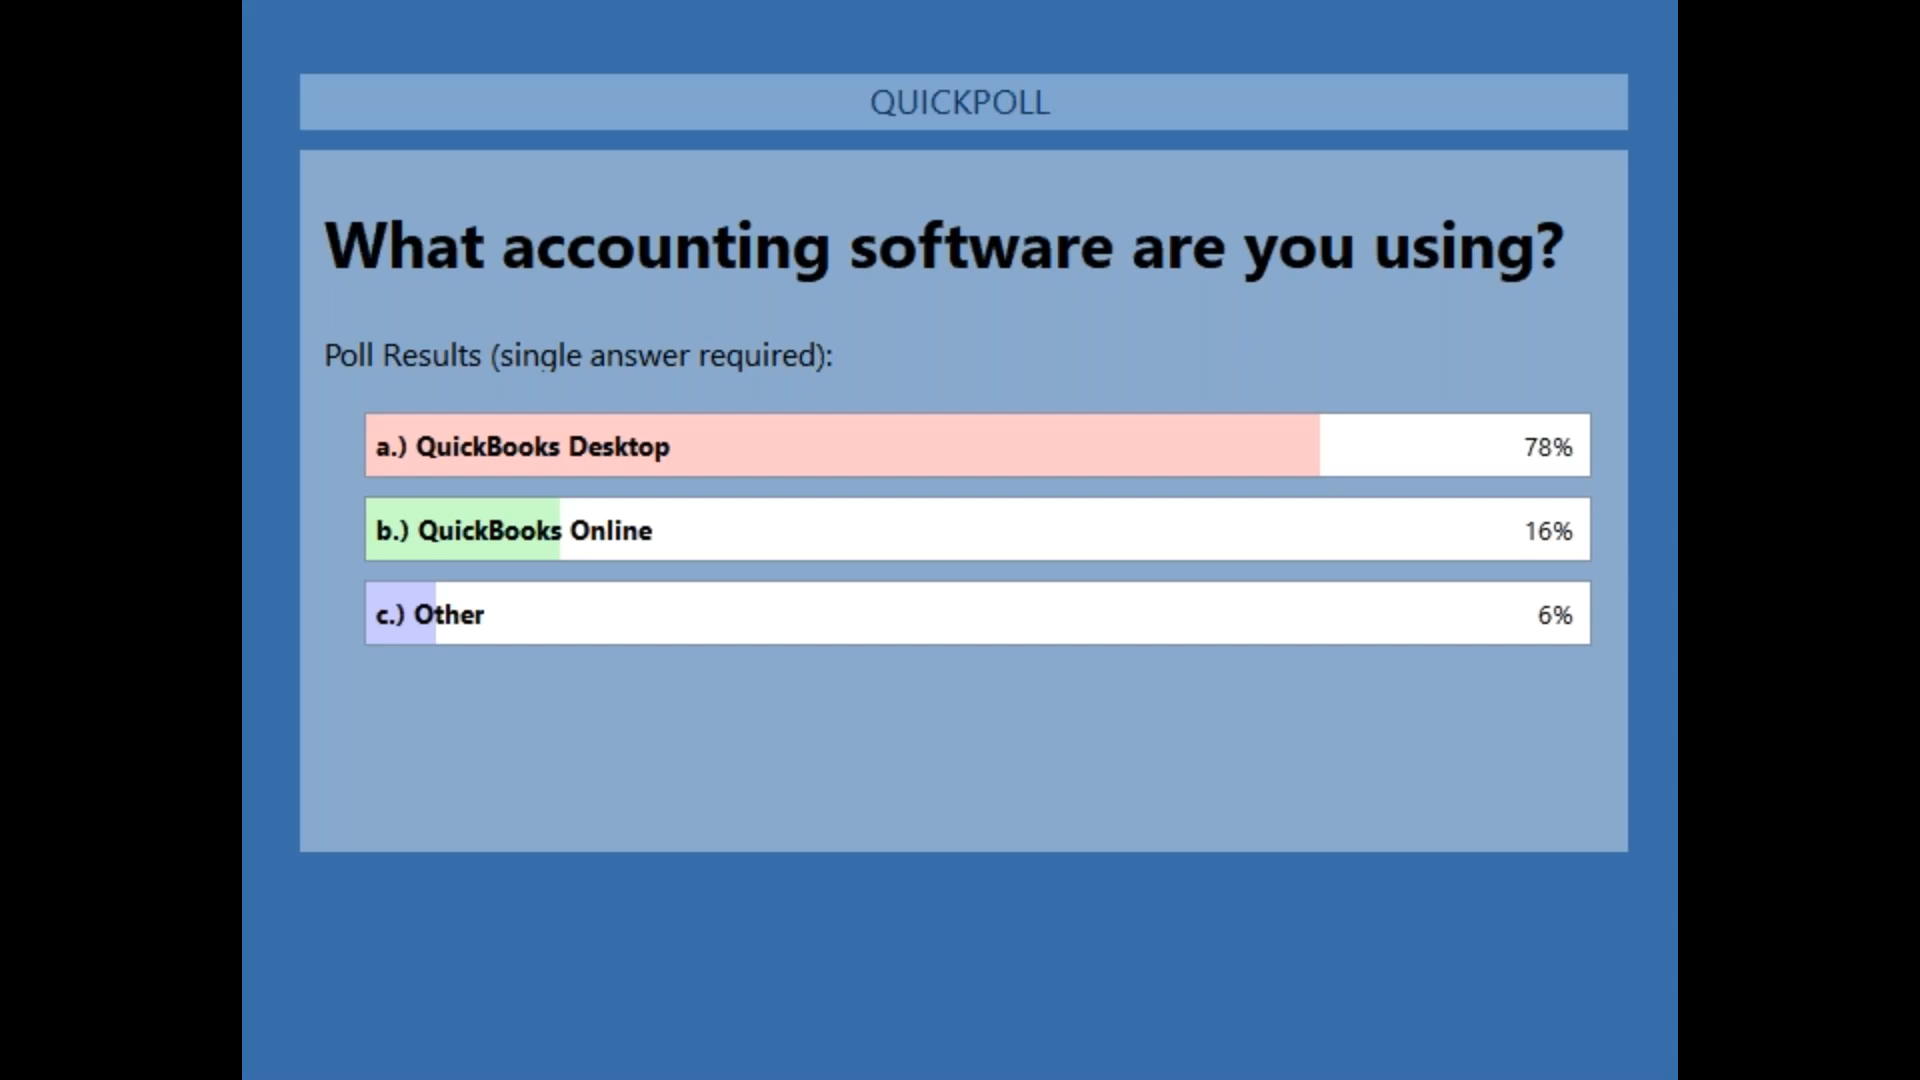 QUICKPOLL
What accounting software are you using?
Poll Results (single answer required):
a.) QuickBooks Desktop 78%
b.) QuickBooks Online 16%
c.) Other 6%